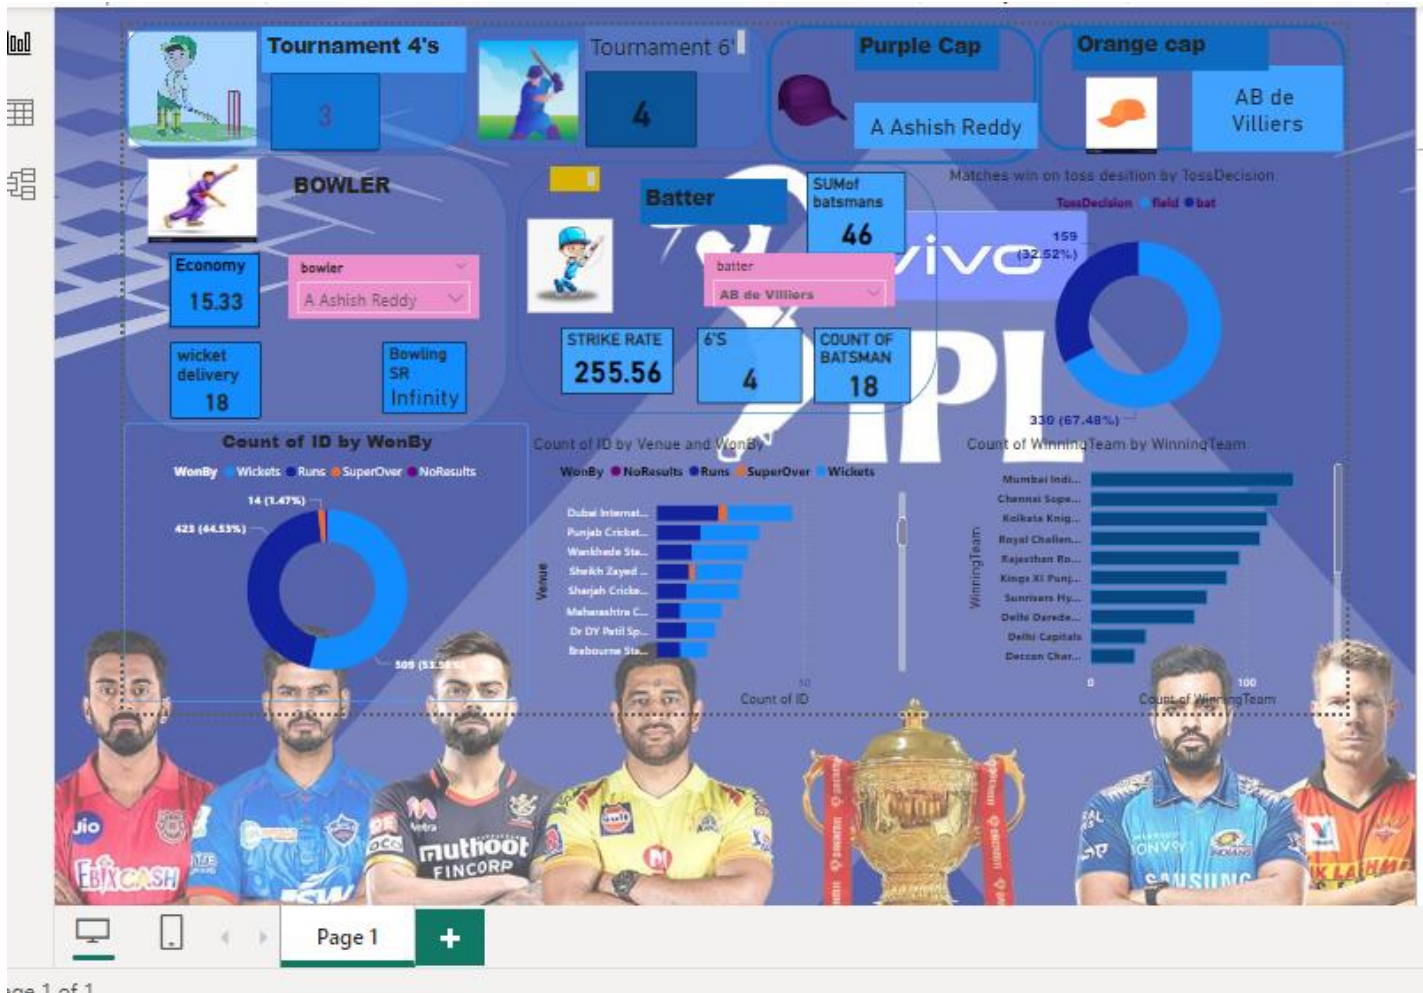 Tournament 4's
3
Tournament 6'
4
Purple Cap
A Ashish Reddy
Orange cap
AB de
Villiers
BOWLER
Economy
15.33
bowler
A Ashish Reddy
wicket
delivery
18
Bowling
SR
Infinity
Batter
SUMof
batsmans
46
batter
AB de Villiers
STRIKE RATE
255.56
6'S
4
COUNT OF
BATSMAN
18
vivo
IPL
Matches win on toss desition by TossDecision
TossDecision field bat
159
(32.52%)
330 (67.48%)
Count of ID by WonBy
WonBy Wickets Runs SuperOver NoResults
14 (1.47%)
423 (44.53%)
509
Count of ID by Venue and WonBy
WonBy NoResults Runs SuperOver Wickets
Venue
Dubai Internat...
Punjab Cricket...
Wankhede Sta...
Sheikh Zayed ...
Sharjah Cricke...
Maharashtra C...
Dr DY Patil Sp...
Brabourne Sta...
50
Count of ID
Count of WinningTeam by WinningTeam
WinningTeam
Mumbai Indi...
Chennai Supe...
Kolkata Knig...
Royal Challen...
Rajasthan Ro...
Kings XI Punj...
Sunrisers Hy...
Delhi Darede...
Delhi Capitals
Deccan Char...
0
100
Count of WinningTeam
Jio
EBIXCASH
JSW
muthoot
FINCORP
Gulf
SAMSUNG
Page 1